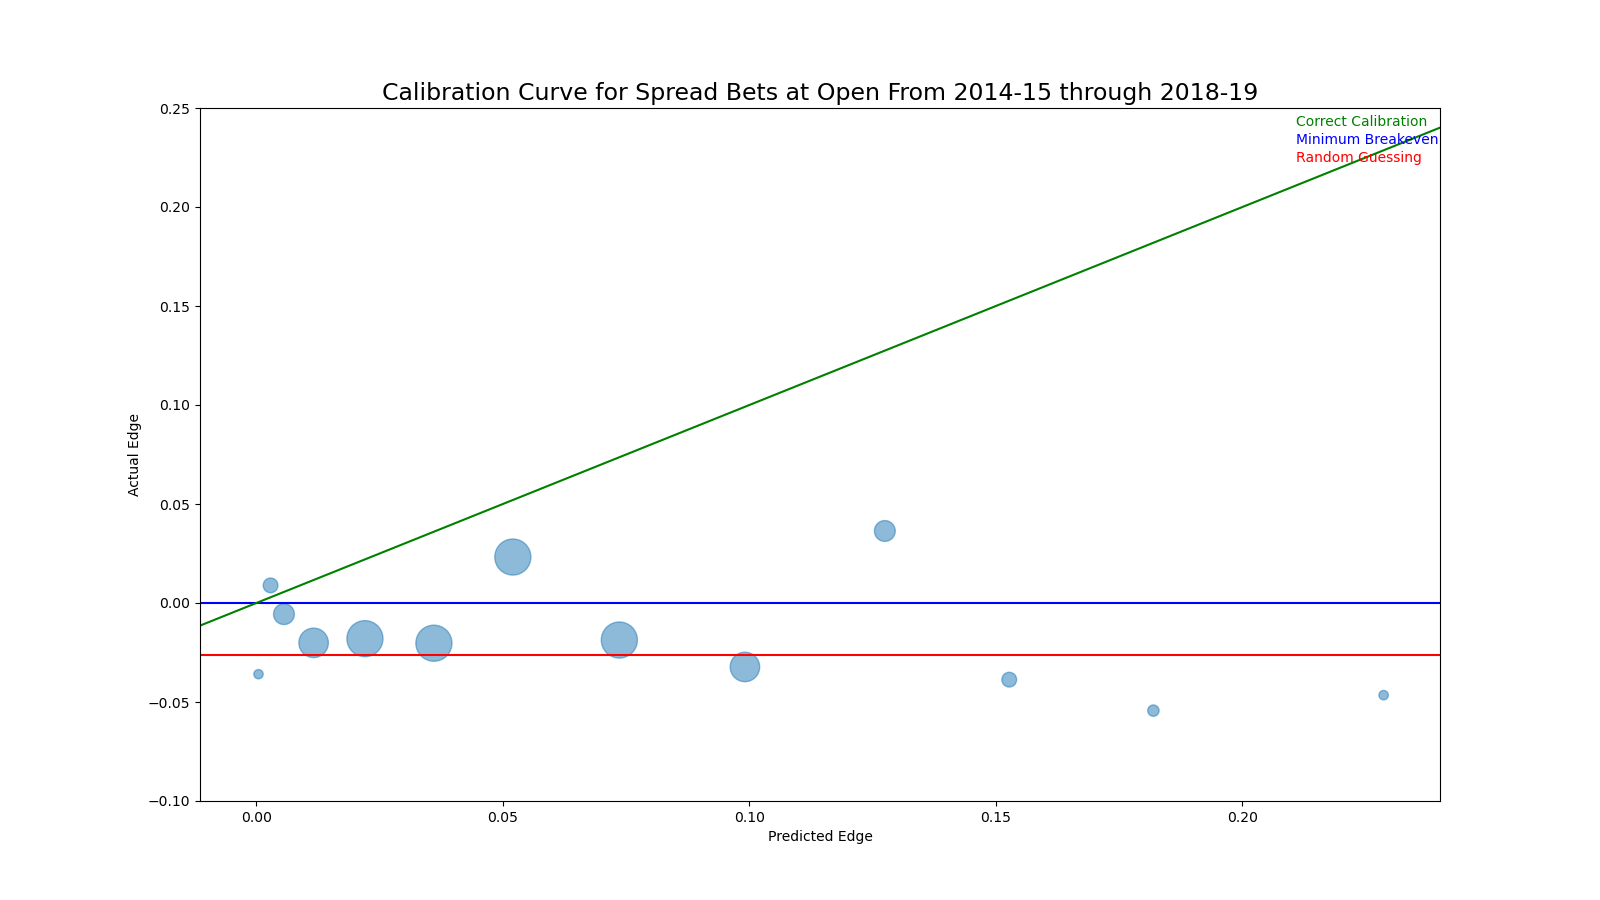 Calibration Curve for Spread Bets at Open From 2014-15 through 2018-19
0.25
Correct Calibration
Minimum Breakeven
Random Guessing
0.20
0.15
0.10
Actual Edge
0.05
0.00
−0.05
−0.10
0.00 0.05 0.10 0.15 0.20
Predicted Edge